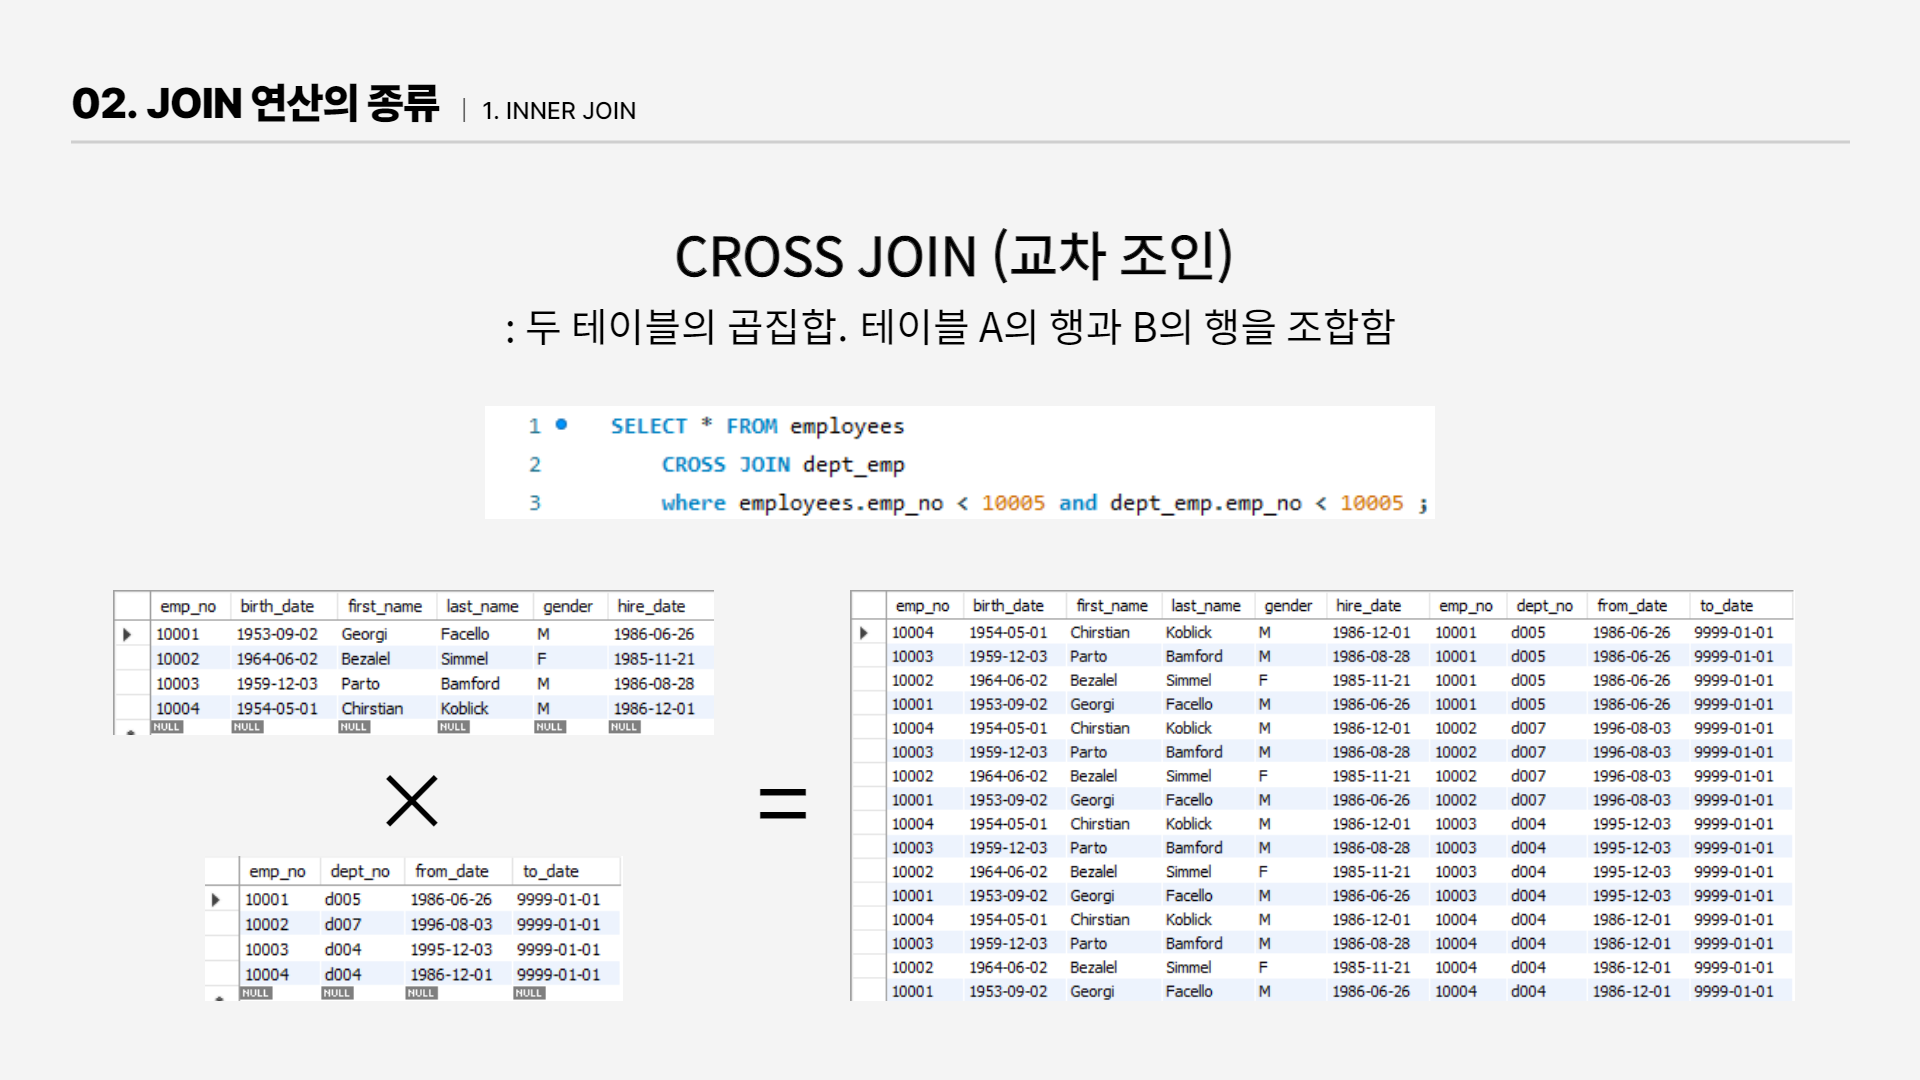 02. JOIN 연산의 종류 | 1. INNER JOIN
CROSS JOIN (교차 조인)
: 두 테이블의 곱집합. 테이블 A의 행과 B의 행을 조합함
1 SELECT * FROM employees
2 CROSS JOIN dept_emp
3 where employees.emp_no < 10005 and dept_emp.emp_no < 10005 ;
emp_no birth_date first_name last_name gender hire_date
10001 1953-09-02 Georgi Facello M 1986-06-26
10002 1964-06-02 Bezalel Simmel F 1985-11-21
10003 1959-12-03 Parto Bamford M 1986-08-28
10004 1954-05-01 Chirstian Koblick M 1986-12-01
NULL NULL NULL NULL NULL NULL
×
emp_no dept_no from_date to_date
10001 d005 1986-06-26 9999-01-01
10002 d007 1996-08-03 9999-01-01
10003 d004 1995-12-03 9999-01-01
10004 d004 1986-12-01 9999-01-01
NULL NULL NULL NULL
=
emp_no birth_date first_name last_name gender hire_date emp_no dept_no from_date to_date
10004 1954-05-01 Chirstian Koblick M 1986-12-01 10001 d005 1986-06-26 9999-01-01
10003 1959-12-03 Parto Bamford M 1986-08-28 10001 d005 1986-06-26 9999-01-01
10002 1964-06-02 Bezalel Simmel F 1985-11-21 10001 d005 1986-06-26 9999-01-01
10001 1953-09-02 Georgi Facello M 1986-06-26 10001 d005 1986-06-26 9999-01-01
10004 1954-05-01 Chirstian Koblick M 1986-12-01 10002 d007 1996-08-03 9999-01-01
10003 1959-12-03 Parto Bamford M 1986-08-28 10002 d007 1996-08-03 9999-01-01
10002 1964-06-02 Bezalel Simmel F 1985-11-21 10002 d007 1996-08-03 9999-01-01
10001 1953-09-02 Georgi Facello M 1986-06-26 10002 d007 1996-08-03 9999-01-01
10004 1954-05-01 Chirstian Koblick M 1986-12-01 10003 d004 1995-12-03 9999-01-01
10003 1959-12-03 Parto Bamford M 1986-08-28 10003 d004 1995-12-03 9999-01-01
10002 1964-06-02 Bezalel Simmel F 1985-11-21 10003 d004 1995-12-03 9999-01-01
10001 1953-09-02 Georgi Facello M 1986-06-26 10003 d004 1995-12-03 9999-01-01
10004 1954-05-01 Chirstian Koblick M 1986-12-01 10004 d004 1986-12-01 9999-01-01
10003 1959-12-03 Parto Bamford M 1986-08-28 10004 d004 1986-12-01 9999-01-01
10002 1964-06-02 Bezalel Simmel F 1985-11-21 10004 d004 1986-12-01 9999-01-01
10001 1953-09-02 Georgi Facello M 1986-06-26 10004 d004 1986-12-01 9999-01-01